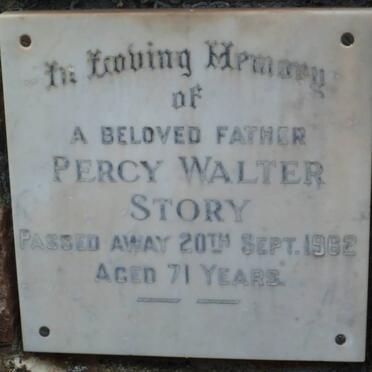 In Loving Memory
of
A BELOVED FATHER
PERCY WALTER
STORY
PASSED AWAY 20TH SEPT. 1962
AGED 71 YEARS.